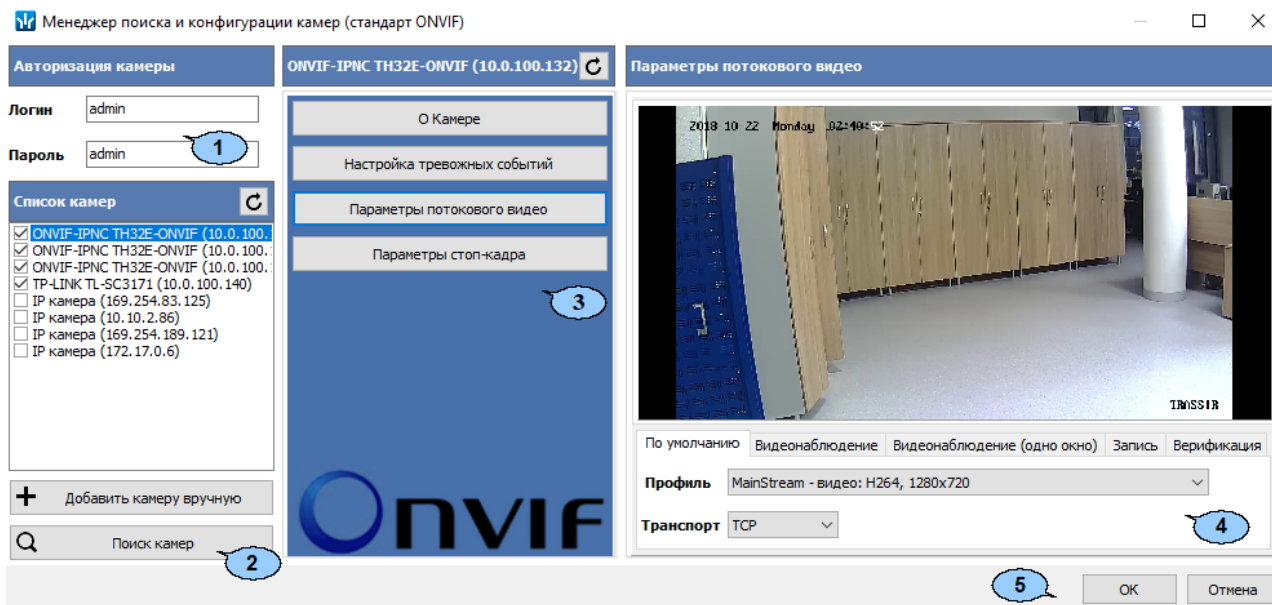 Менеджер поиска и конфигурации камер (стандарт ONVIF)
Авторизация камеры
Логин admin
Пароль admin
1
Список камер
ONVIF-IPNC TH32E-ONVIF (10.0.100.
ONVIF-IPNC TH32E-ONVIF (10.0.100.
ONVIF-IPNC TH32E-ONVIF (10.0.100.
TP-LINK TL-SC3171 (10.0.100.140)
IP камера (169.254.83.125)
IP камера (10.10.2.86)
IP камера (169.254.189.121)
IP камера (172.17.0.6)
Добавить камеру вручную
Поиск камер
2
ONVIF-IPNC TH32E-ONVIF (10.0.100.132)
О Камере
Настройка тревожных событий
Параметры потокового видео
Параметры стоп-кадра
3
Onvif
Параметры потокового видео
2018 10 22 Monday 02:40:52
TRASSIR
По умолчанию Видеонаблюдение Видеонаблюдение (одно окно) Запись Верификация
Профиль MainStream - видео: H264, 1280x720
Транспорт TCP
4
5
OK Отмена